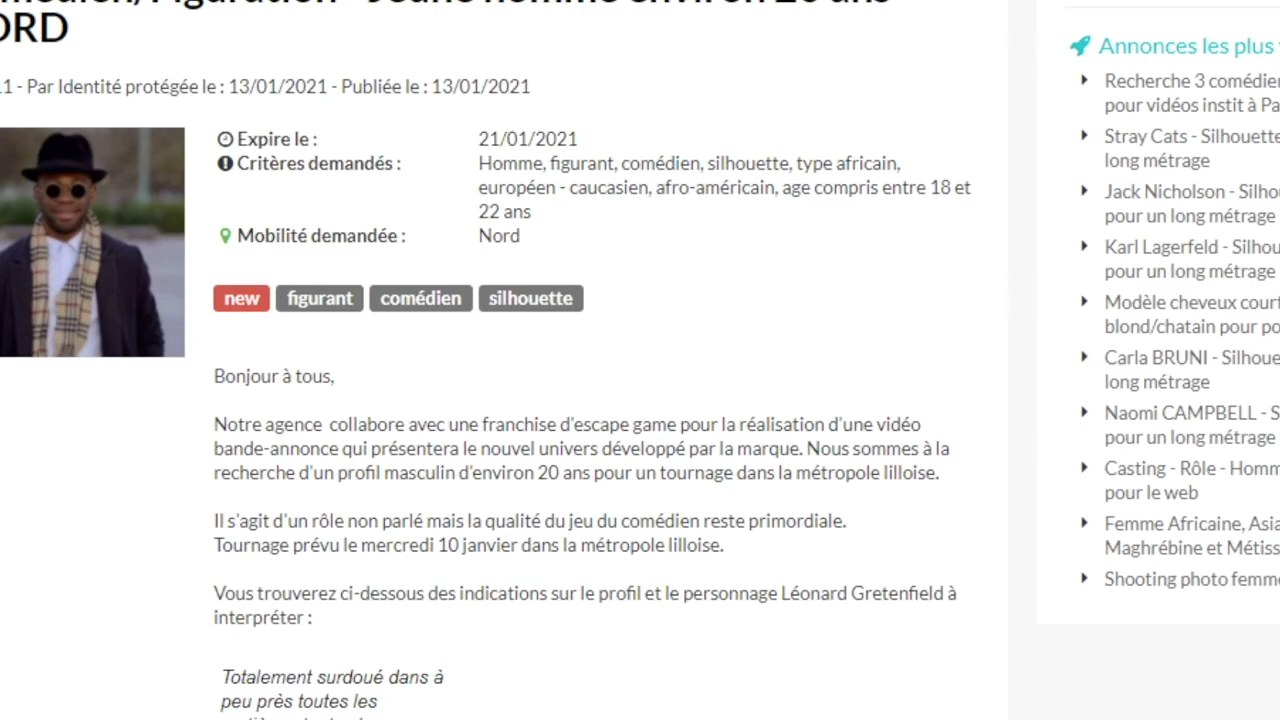 Figuration - Jeune homme environ 20 ans
ORD
- Par Identité protégée le : 13/01/2021 - Publiée le : 13/01/2021
Expire le :
21/01/2021
Critères demandés :
Homme, figurant, comédien, silhouette, type africain,
européen - caucasien, afro-américain, age compris entre 18 et
22 ans
Mobilité demandée :
Nord
new
figurant
comédien
silhouette
Bonjour à tous,
Notre agence collabore avec une franchise d'escape game pour la réalisation d'une vidéo
bande-annonce qui présentera le nouvel univers développé par la marque. Nous sommes à la
recherche d'un profil masculin d'environ 20 ans pour un tournage dans la métropole lilloise.
Il s'agit d'un rôle non parlé mais la qualité du jeu du comédien reste primordiale.
Tournage prévu le mercredi 10 janvier dans la métropole lilloise.
Vous trouverez ci-dessous des indications sur le profil et le personnage Léonard Gretenfield à
interpréter :
Totalement surdoué dans à
peu près toutes les
Annonces les plus
Recherche 3 comédien
pour vidéos instit à Pa
Stray Cats - Silhouette
long métrage
Jack Nicholson - Silho
pour un long métrage
Karl Lagerfeld - Silhou
pour un long métrage
Modèle cheveux court
blond/chatain pour po
Carla BRUNI - Silhoue
long métrage
Naomi CAMPBELL - S
pour un long métrage
Casting - Rôle - Homm
pour le web
Femme Africaine, Asia
Maghrébine et Métiss
Shooting photo femme